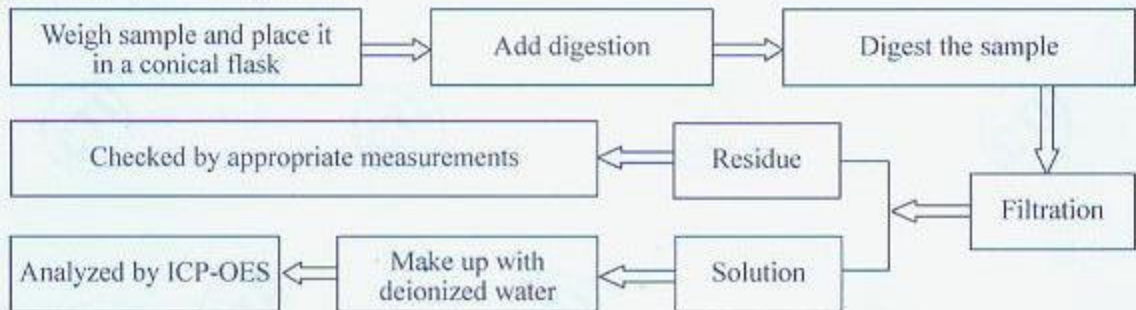 Weigh sample and place it
in a conical flask
Add digestion
Digest the sample
Filtration
Residue
Checked by appropriate measurements
Solution
Make up with
deionized water
Analyzed by ICP-OES